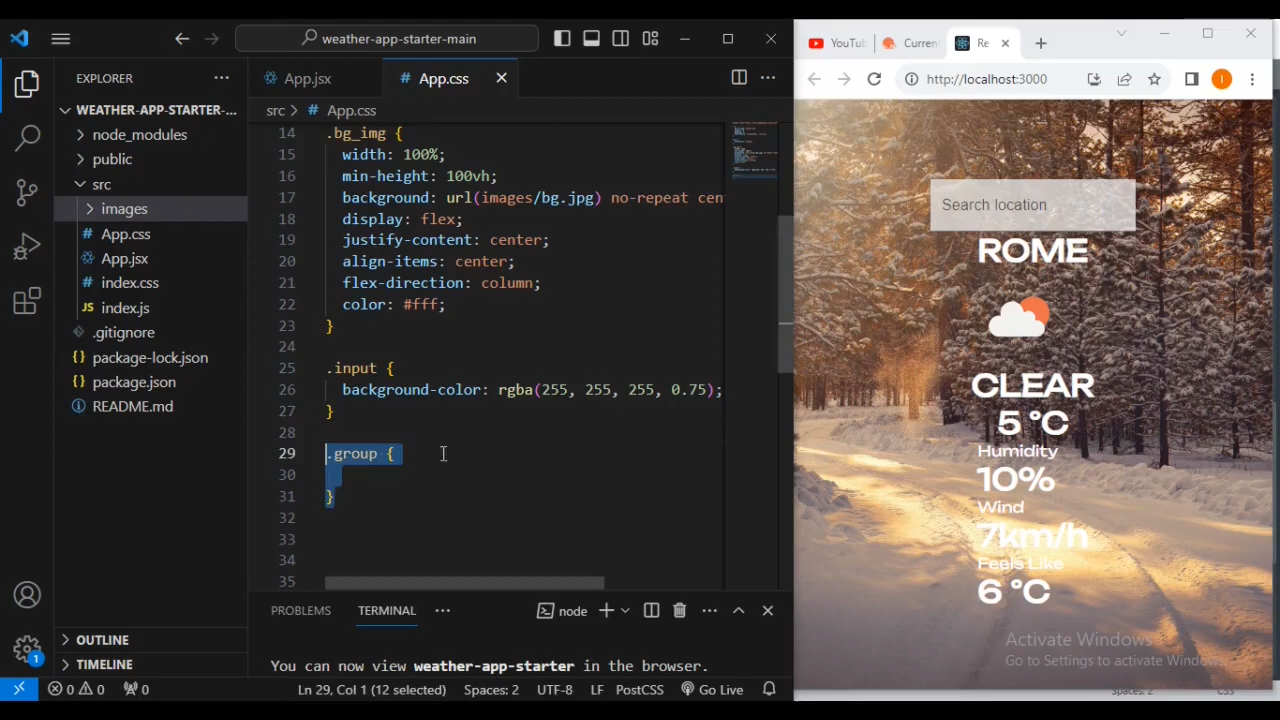 weather-app-starter-main
EXPLORER
WEATHER-APP-STARTER-...
node_modules
public
src
images
App.css
App.jsx
index.css
JS index.js
.gitignore
{} package-lock.json
{} package.json
README.md
OUTLINE
TIMELINE
App.jsx
# App.css
src > # App.css
14 .bg_img {
15 width: 100%;
16 min-height: 100vh;
17 background: url(images/bg.jpg) no-repeat cen
18 display: flex;
19 justify-content: center;
20 align-items: center;
21 flex-direction: column;
22 color: #fff;
23 }
24
25 .input {
26 background-color: rgba(255, 255, 255, 0.75);
27 }
28
29 .group {
30
31 }
32
33
34
35
PROBLEMS TERMINAL ...
node
You can now view weather-app-starter in the browser.
1
0 0 0 Ln 29, Col 1 (12 selected) Spaces: 2 UTF-8 LF PostCSS Go Live
YouTu
Curren
Re
http://localhost:3000
I
Search location
ROME
CLEAR
5 °C
Humidity
10%
Wind
7km/h
Feels Like
6 °C
Activate Windows
Go to Settings to activate Windows.
Spaces: 2 CSS